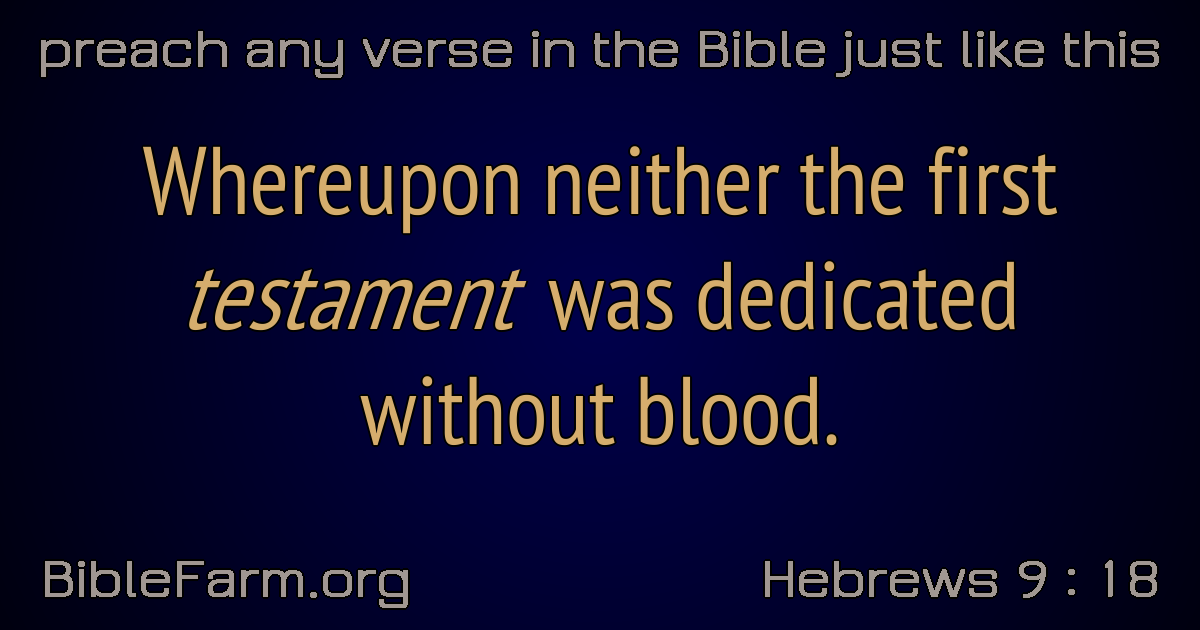 preach any verse in the Bible just like this
Whereupon neither the first
testament was dedicated
without blood.
BibleFarm.org
Hebrews 9 : 18